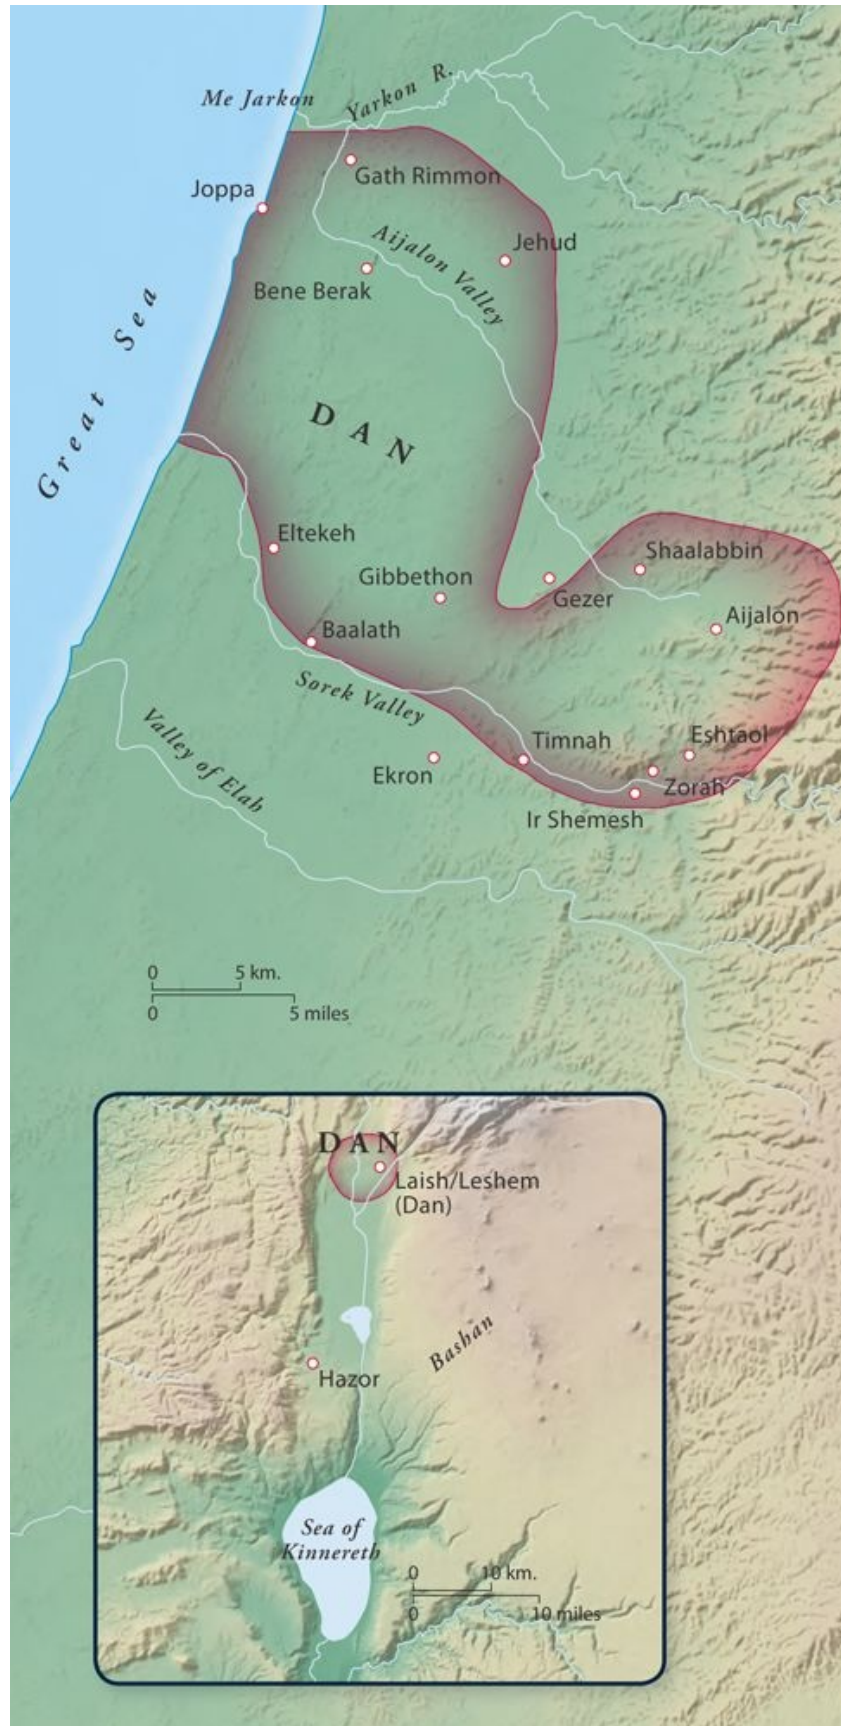 Me Jarkon
Yarkon R.
Gath Rimmon
Joppa
Aijalon Valley
Jehud
Bene Berak
Great Sea
DAN
Eltekeh
Shaalabbin
Gibbethon
Gezer
Aijalon
Baalath
Sorek Valley
Valley of Elah
Timnah
Eshtaol
Ekron
Zorah
Ir Shemesh
0 5 km.
0 5 miles
DAN
Laish/Leshem
(Dan)
Bashan
Hazor
Sea of
Kinnereth
0 10 km.
0 10 miles